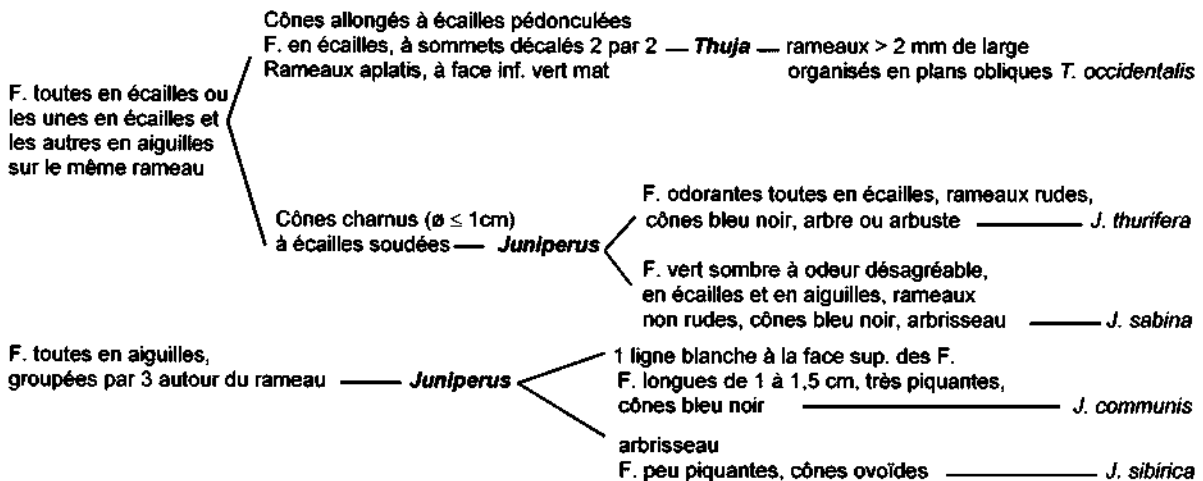 Cônes allongés à écailles pédonculées
F. en écailles, à sommets décalés 2 par 2 — Thuja — rameaux > 2 mm de large
Rameaux aplatis, à face inf. vert mat
organisés en plans obliques T. occidentalis
F. toutes en écailles ou
les unes en écailles et
les autres en aiguilles
sur le même rameau
Cônes charnus (ø ≤ 1cm)
à écailles soudées — Juniperus
F. odorantes toutes en écailles, rameaux rudes,
cônes bleu noir, arbre ou arbuste — J. thurifera
F. vert sombre à odeur désagréable,
en écailles et en aiguilles, rameaux
non rudes, cônes bleu noir, arbrisseau — J. sabina
F. toutes en aiguilles,
groupées par 3 autour du rameau — Juniperus
1 ligne blanche à la face sup. des F.
F. longues de 1 à 1,5 cm, très piquantes,
cônes bleu noir — J. communis
arbrisseau
F. peu piquantes, cônes ovoïdes — J. sibirica